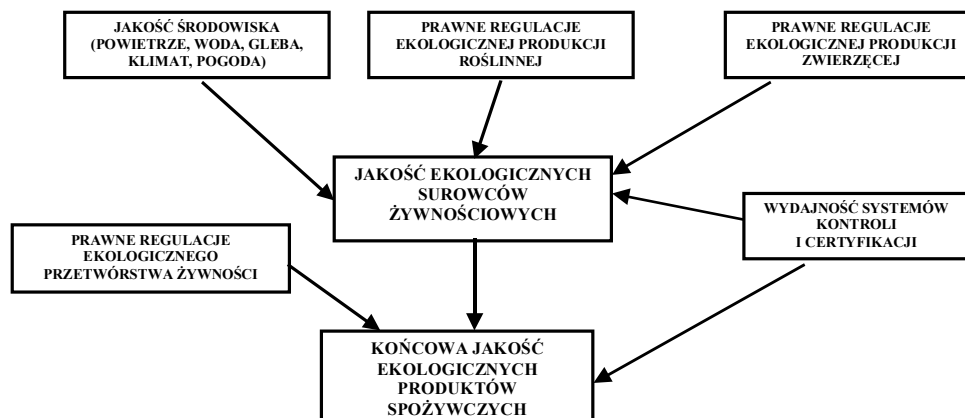 JAKOŚĆ ŚRODOWISKA
(POWIETRZE, WODA, GLEBA,
KLIMAT, POGODA)
PRAWNE REGULACJE
EKOLOGICZNEJ PRODUKCJI
ROŚLINNEJ
PRAWNE REGULACJE
EKOLOGICZNEJ PRODUKCJI
ZWIERZĘCEJ
JAKOŚĆ EKOLOGICZNYCH
SUROWCÓW
ŻYWNOŚCIOWYCH
WYDAJNOŚĆ SYSTEMÓW
KONTROLI
I CERTYFIKACJI
PRAWNE REGULACJE
EKOLOGICZNEGO
PRZETWÓRSTWA ŻYWNOŚCI
KOŃCOWA JAKOŚĆ
EKOLOGICZNYCH
PRODUKTÓW
SPOŻYWCZYCH